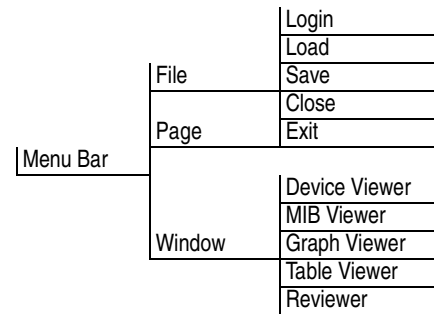 Login
Load
File Save
Close
Page Exit
Menu Bar
Device Viewer
MIB Viewer
Window Graph Viewer
Table Viewer
Reviewer